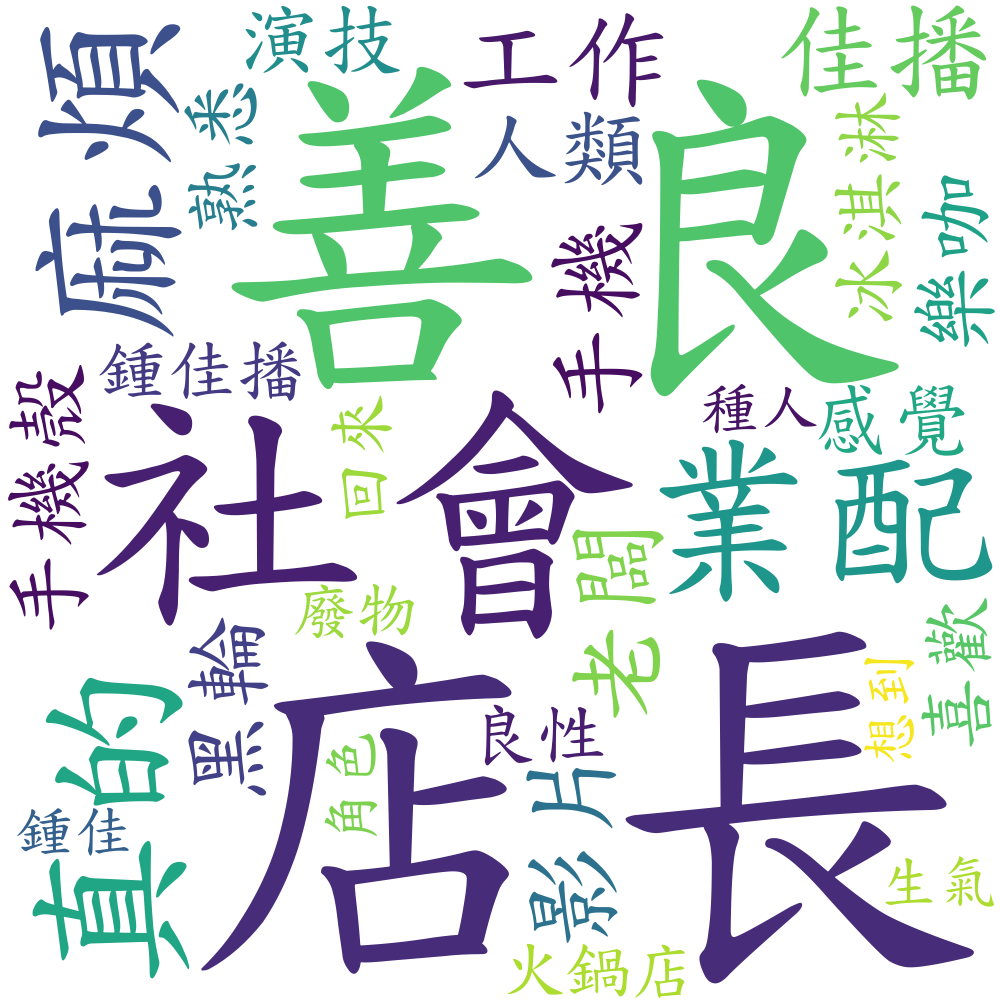 演技
工作
佳播
麻煩
熟悉
善良
人類
冰淇淋
樂咖
手機
鍾佳播
種人
感覺
手機殼
社會
回來
業配
老闆
廢物
喜歡
黑輪
店長
良性
想到
真的
角色
影片
鍾佳
生氣
火鍋店